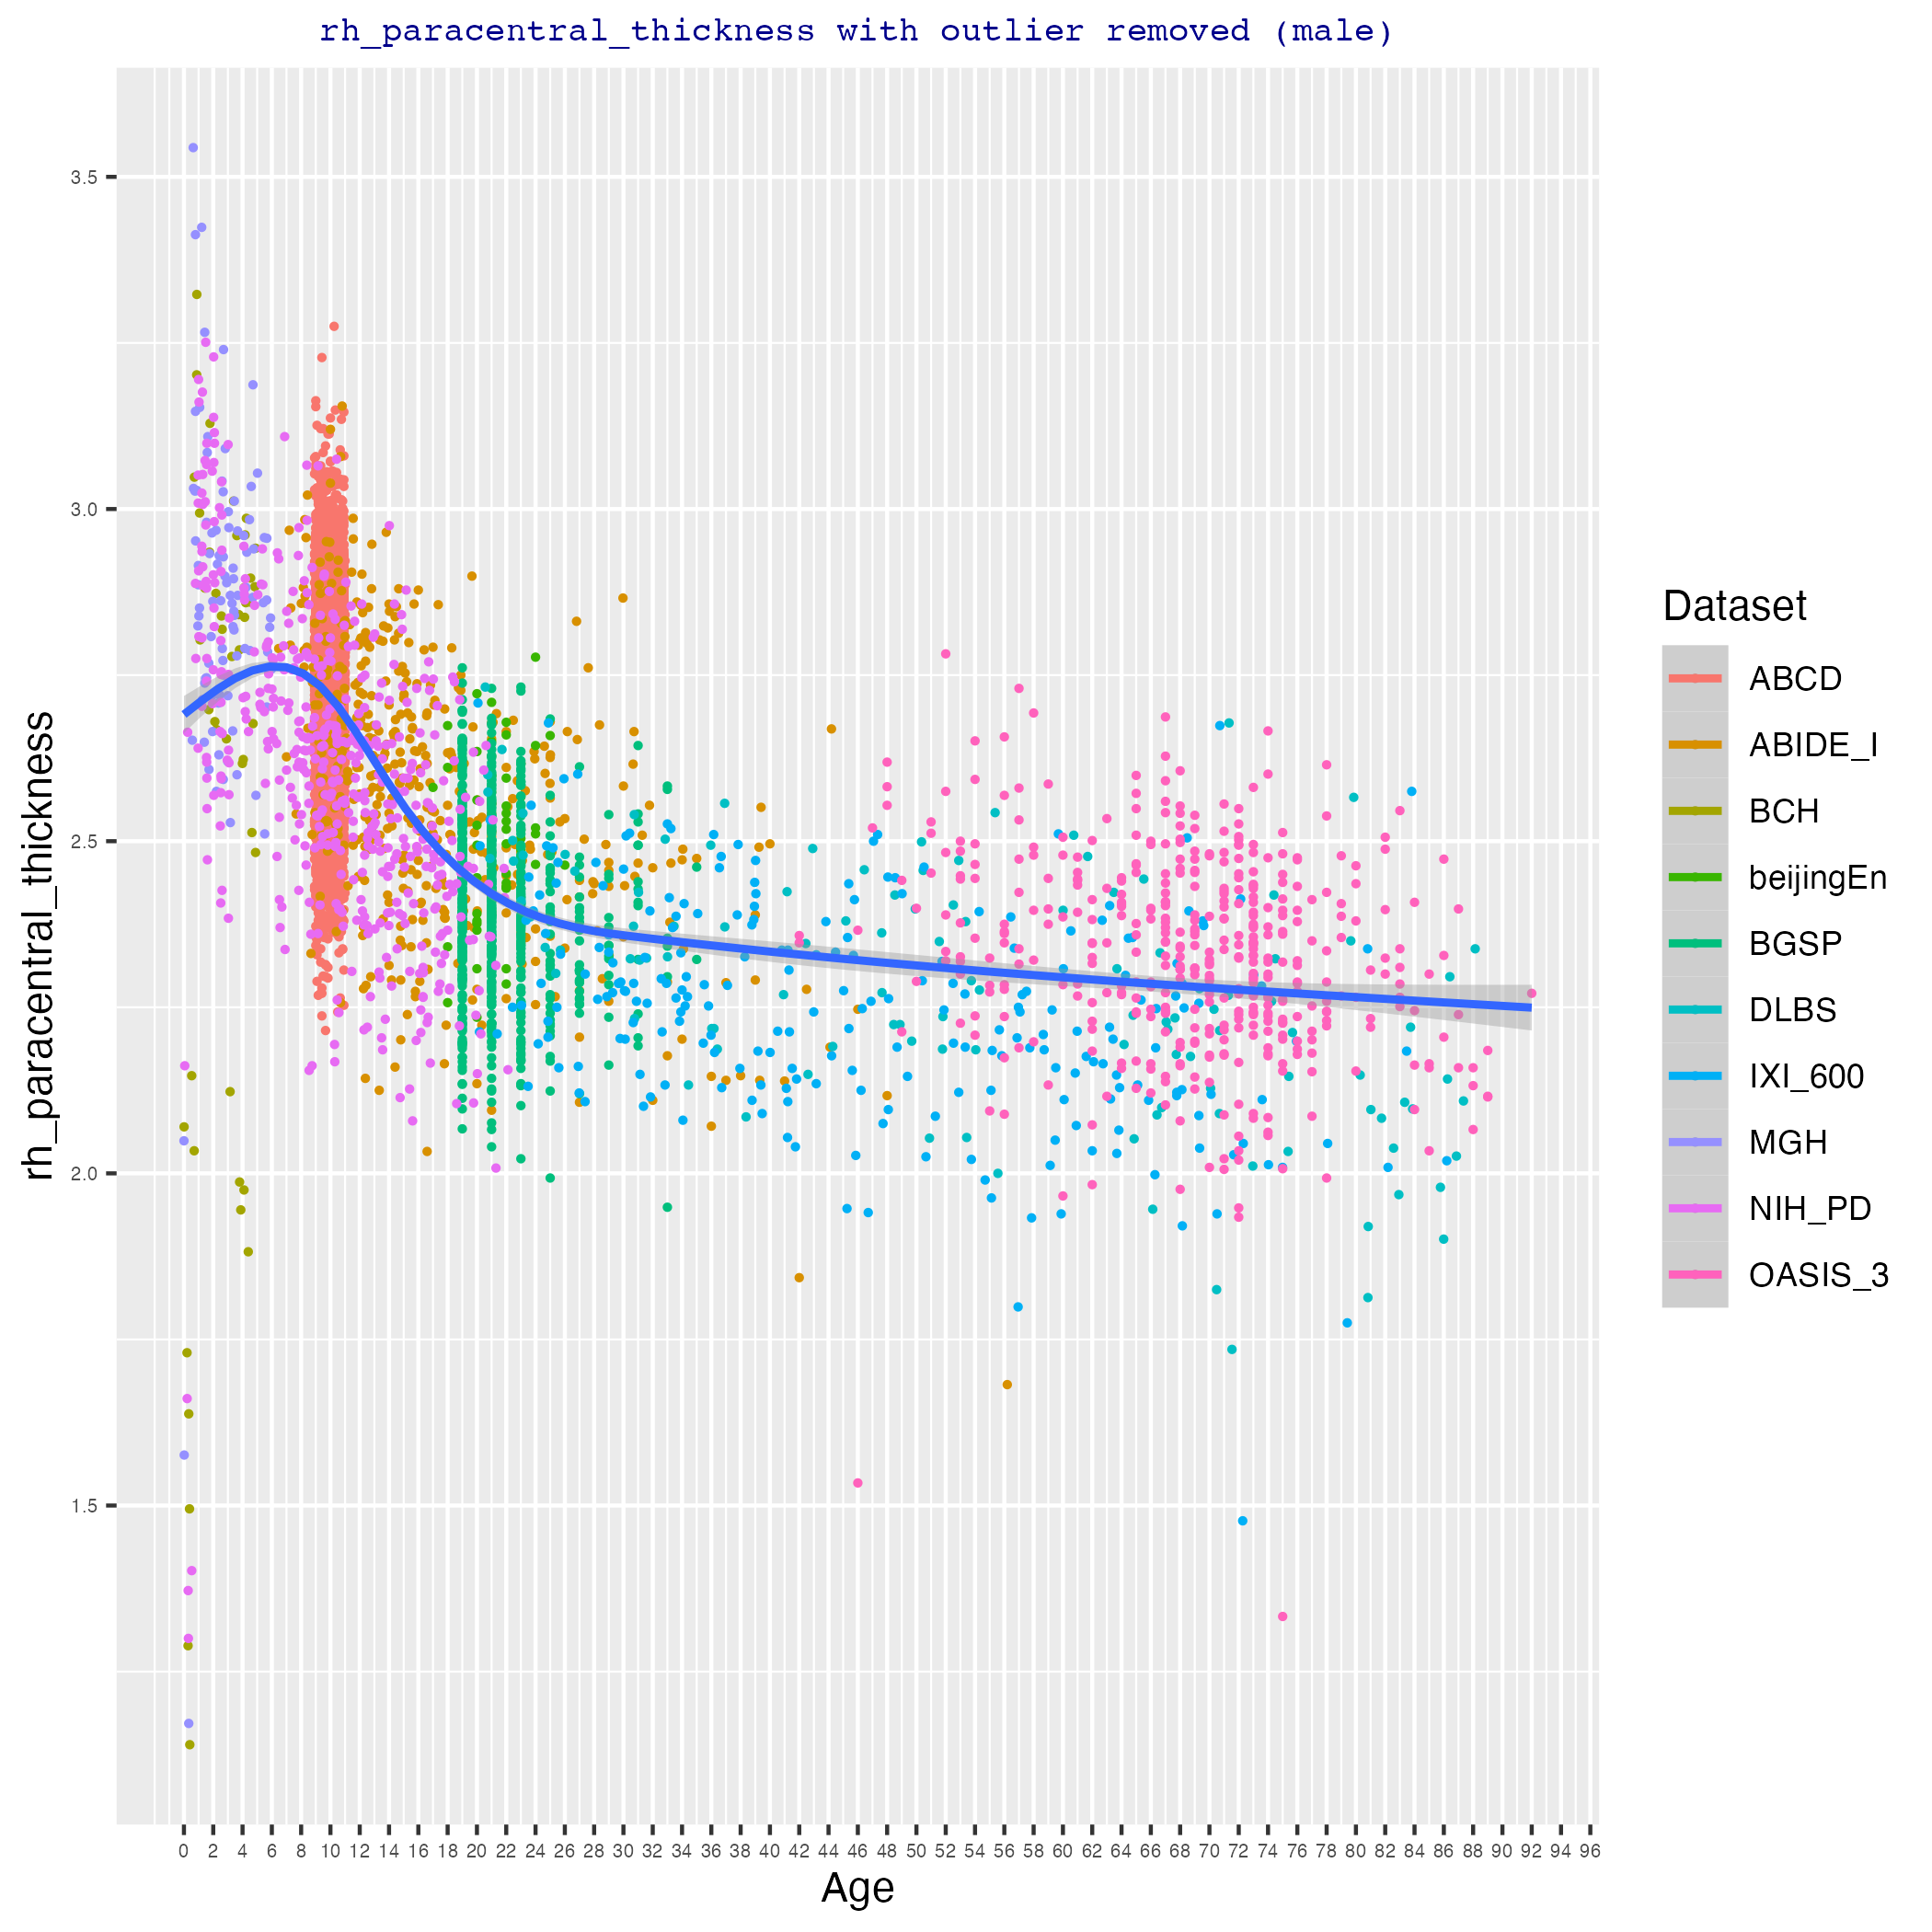 rh_paracentral_thickness with outlier removed (male)
rh_paracentral_thickness
3.5
3.0
2.5
2.0
1.5
0 2 4 6 8 10 12 14 16 18 20 22 24 26 28 30 32 34 36 38 40 42 44 46 48 50 52 54 56 58 60 62 64 66 68 70 72 74 76 78 80 82 84 86 88 90 92 94 96
Age
Dataset
ABCD
ABIDE_I
BCH
beijingEn
BGSP
DLBS
IXI_600
MGH
NIH_PD
OASIS_3